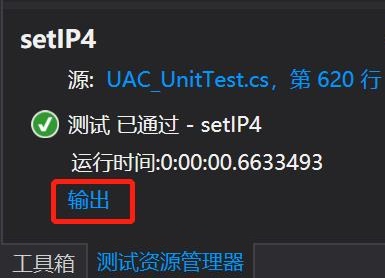 setIP4
源: UAC_UnitTest.cs，第 620 行
测试 已通过 - setIP4
运行时间:0:00:00.6633493
输出
工具箱 测试资源管理器